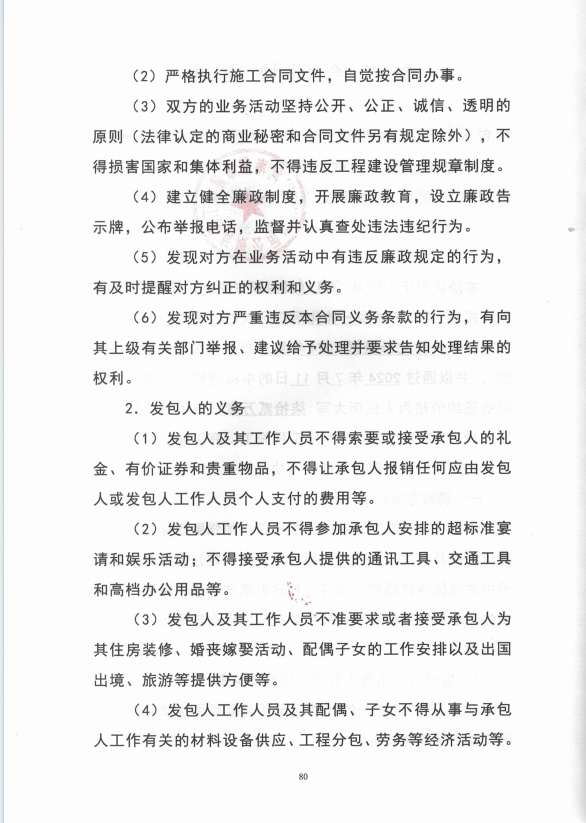 （2）严格执行施工合同文件，自觉按合同办事。
（3）双方的业务活动坚持公开、公正、诚信、透明的
原则（法律认定的商业秘密和合同文件另有规定除外），不
得损害国家和集体利益，不得违反工程建设管理规章制度。
（4）建立健全廉政制度，开展廉政教育，设立廉政告
示牌，公布举报电话，监督并认真查处违法违纪行为。
（5）发现对方在业务活动中有违反廉政规定的行为，
有及时提醒对方纠正的权利和义务。
（6）发现对方严重违反本合同义务条款的行为，有向
其上级有关部门举报、建议给予处理并要求告知处理结果的
权利。
2．发包人的义务
（1）发包人及其工作人员不得索要或接受承包人的礼
金、有价证券和贵重物品，不得让承包人报销任何应由发包
人或发包人工作人员个人支付的费用等。
（2）发包人工作人员不得参加承包人安排的超标准宴
请和娱乐活动；不得接受承包人提供的通讯工具、交通工具
和高档办公用品等。
（3）发包人及其工作人员不准要求或者接受承包人为
其住房装修、婚丧嫁娶活动、配偶子女的工作安排以及出国
出境、旅游等提供方便等。
（4）发包人工作人员及其配偶、子女不得从事与承包
人工作有关的材料设备供应、工程分包、劳务等经济活动等。
80